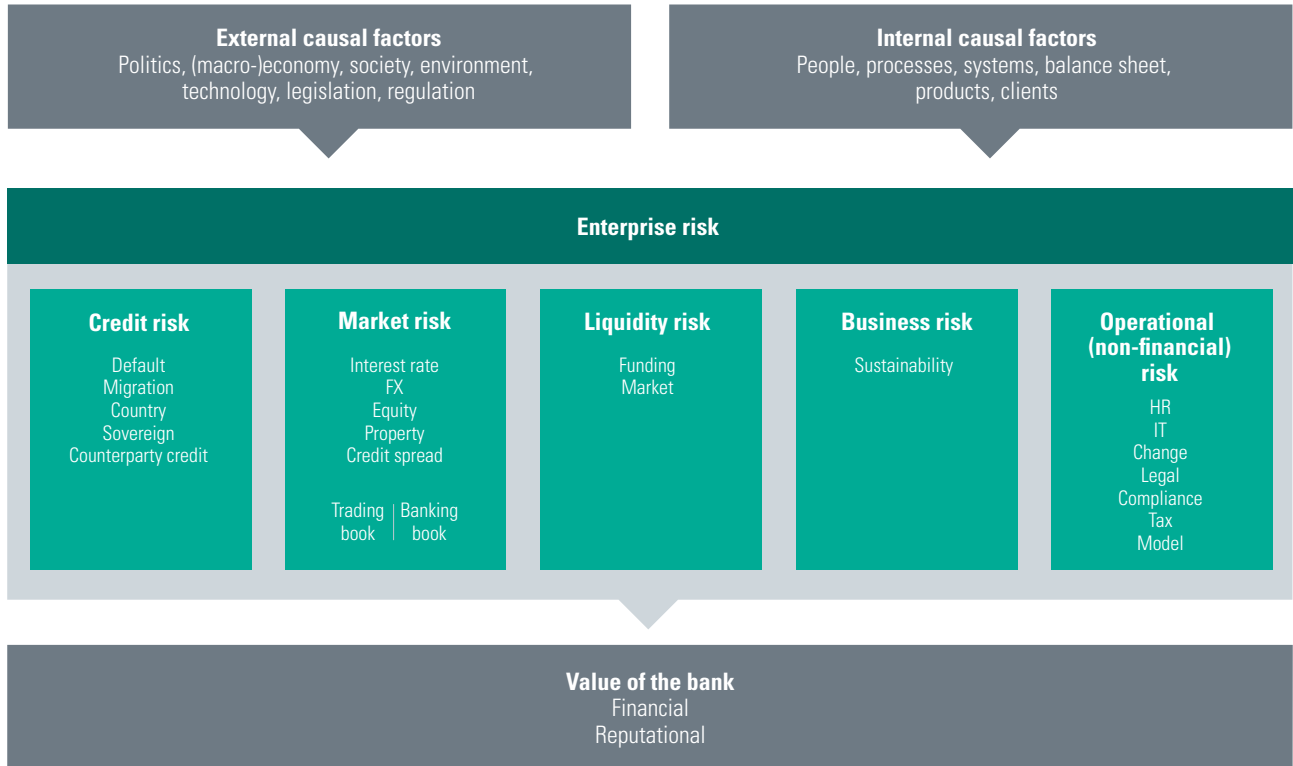 External causal factors
Politics, (macro-)economy, society, environment,
technology, legislation, regulation
Internal causal factors
People, processes, systems, balance sheet,
products, clients
Enterprise risk
Credit risk
Default
Migration
Country
Sovereign
Counterparty credit
Market risk
Interest rate
FX
Equity
Property
Credit spread
Trading
book
Banking
book
Liquidity risk
Funding
Market
Business risk
Sustainability
Operational
(non-financial)
risk
HR
IT
Change
Legal
Compliance
Tax
Model
Value of the bank
Financial
Reputational